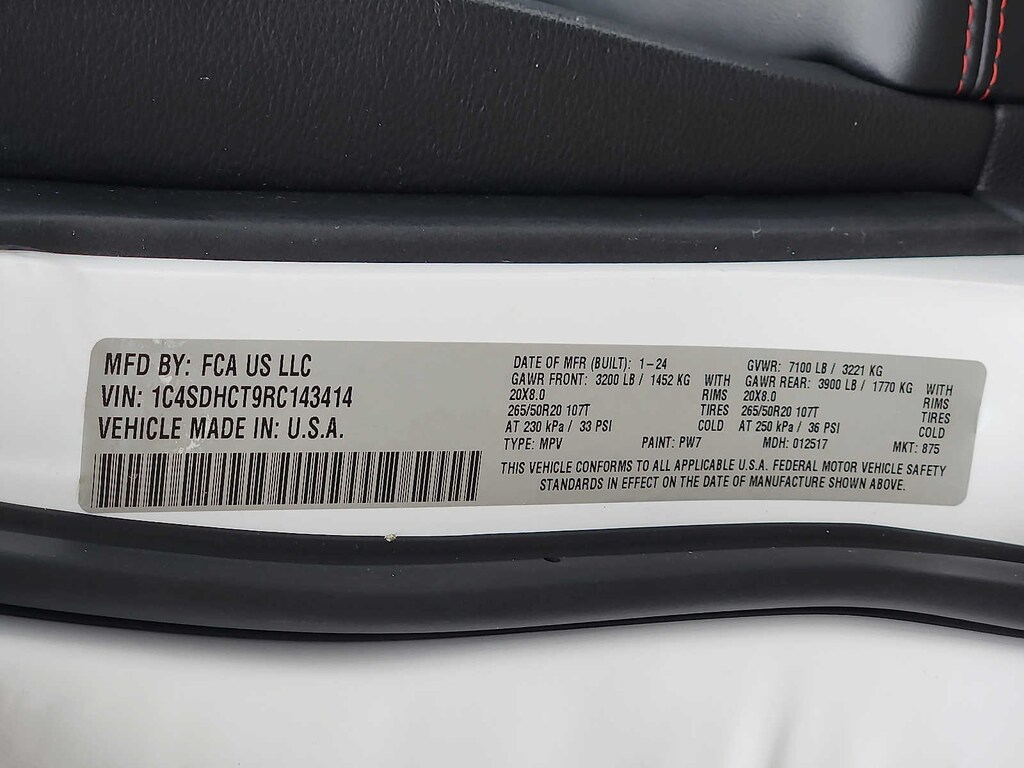 MFD BY: FCA US LLC
VIN: 1C4SDHCT9RC143414
VEHICLE MADE IN: U.S.A.
DATE OF MFR (BUILT): 1-24
GAWR FRONT: 3200 LB / 1452 KG WITH
20X8.0 RIMS
265/50R20 107T TIRES
AT 230 kPa / 33 PSI COLD
TYPE: MPV PAINT: PW7
GVWR: 7100 LB / 3221 KG
GAWR REAR: 3900 LB / 1770 KG WITH
20X8.0 RIMS
265/50R20 107T TIRES
AT 250 kPa / 36 PSI COLD
MDH: 012517 MKT: 875
THIS VEHICLE CONFORMS TO ALL APPLICABLE U.S.A. FEDERAL MOTOR VEHICLE SAFETY
STANDARDS IN EFFECT ON THE DATE OF MANUFACTURE SHOWN ABOVE.